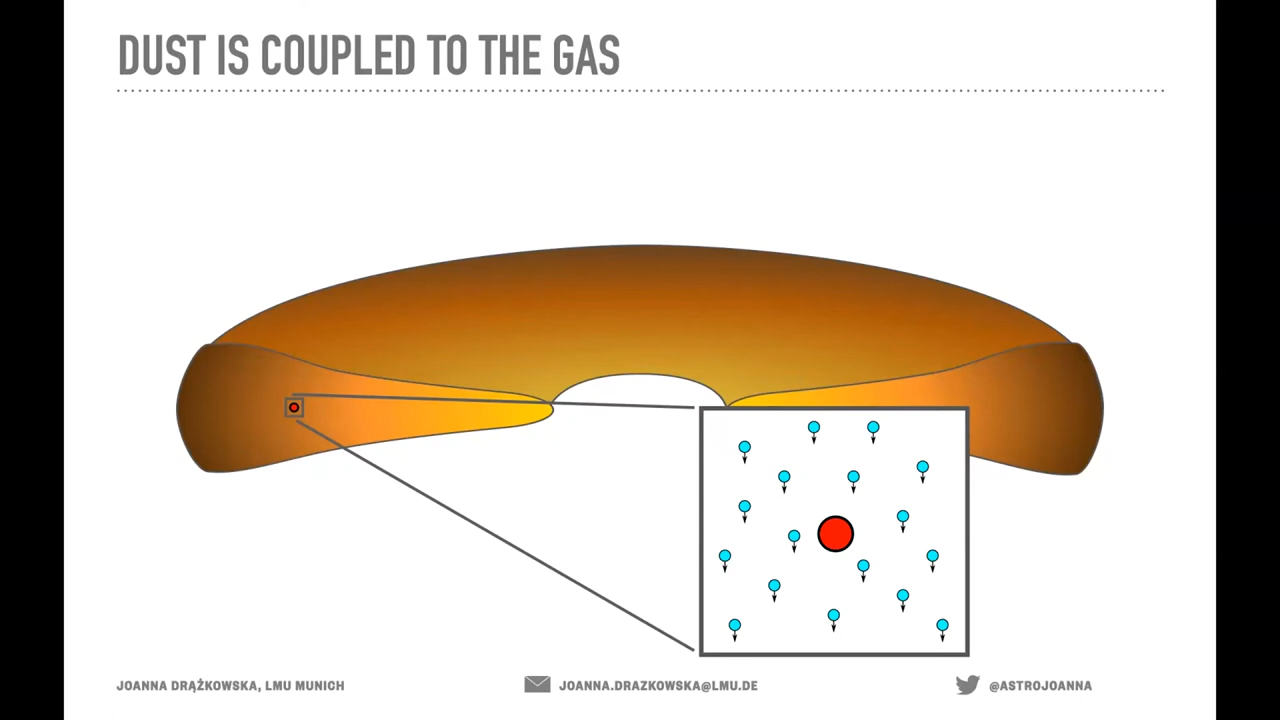 DUST IS COUPLED TO THE GAS
JOANNA DRĄŻKOWSKA, LMU MUNICH
JOANNA.DRAZKOWSKA@LMU.DE
@ASTROJOANNA